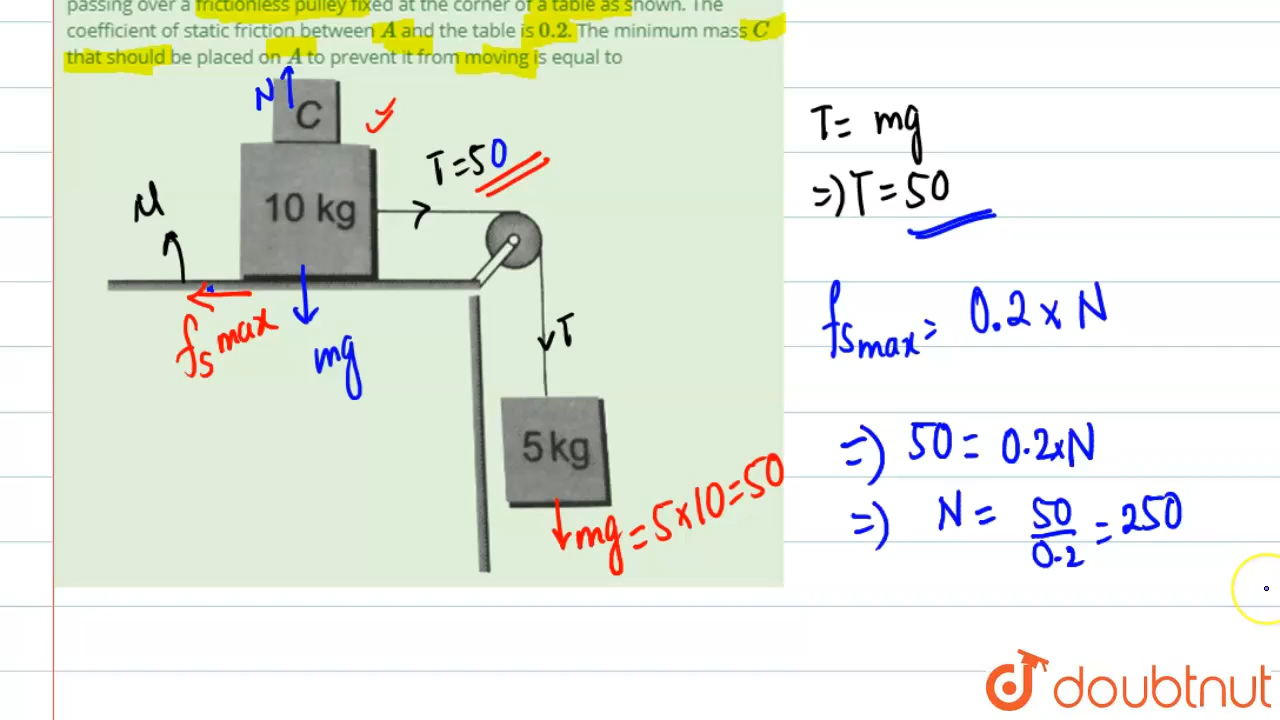 passing over a frictionless pulley fixed at the corner of a table as shown. The
coefficient of static friction between A and the table is 0.2. The minimum mass C
that should be placed on A to prevent it from moving is equal to
N
C
T=50
10 kg
M
fs max
mg
T
5 kg
mg=5×10=50
T= mg
=) T=50
fsmax= 0.2×N
=) 50= 0.2×N
=) N= 50/0.2 =250
doubtnut